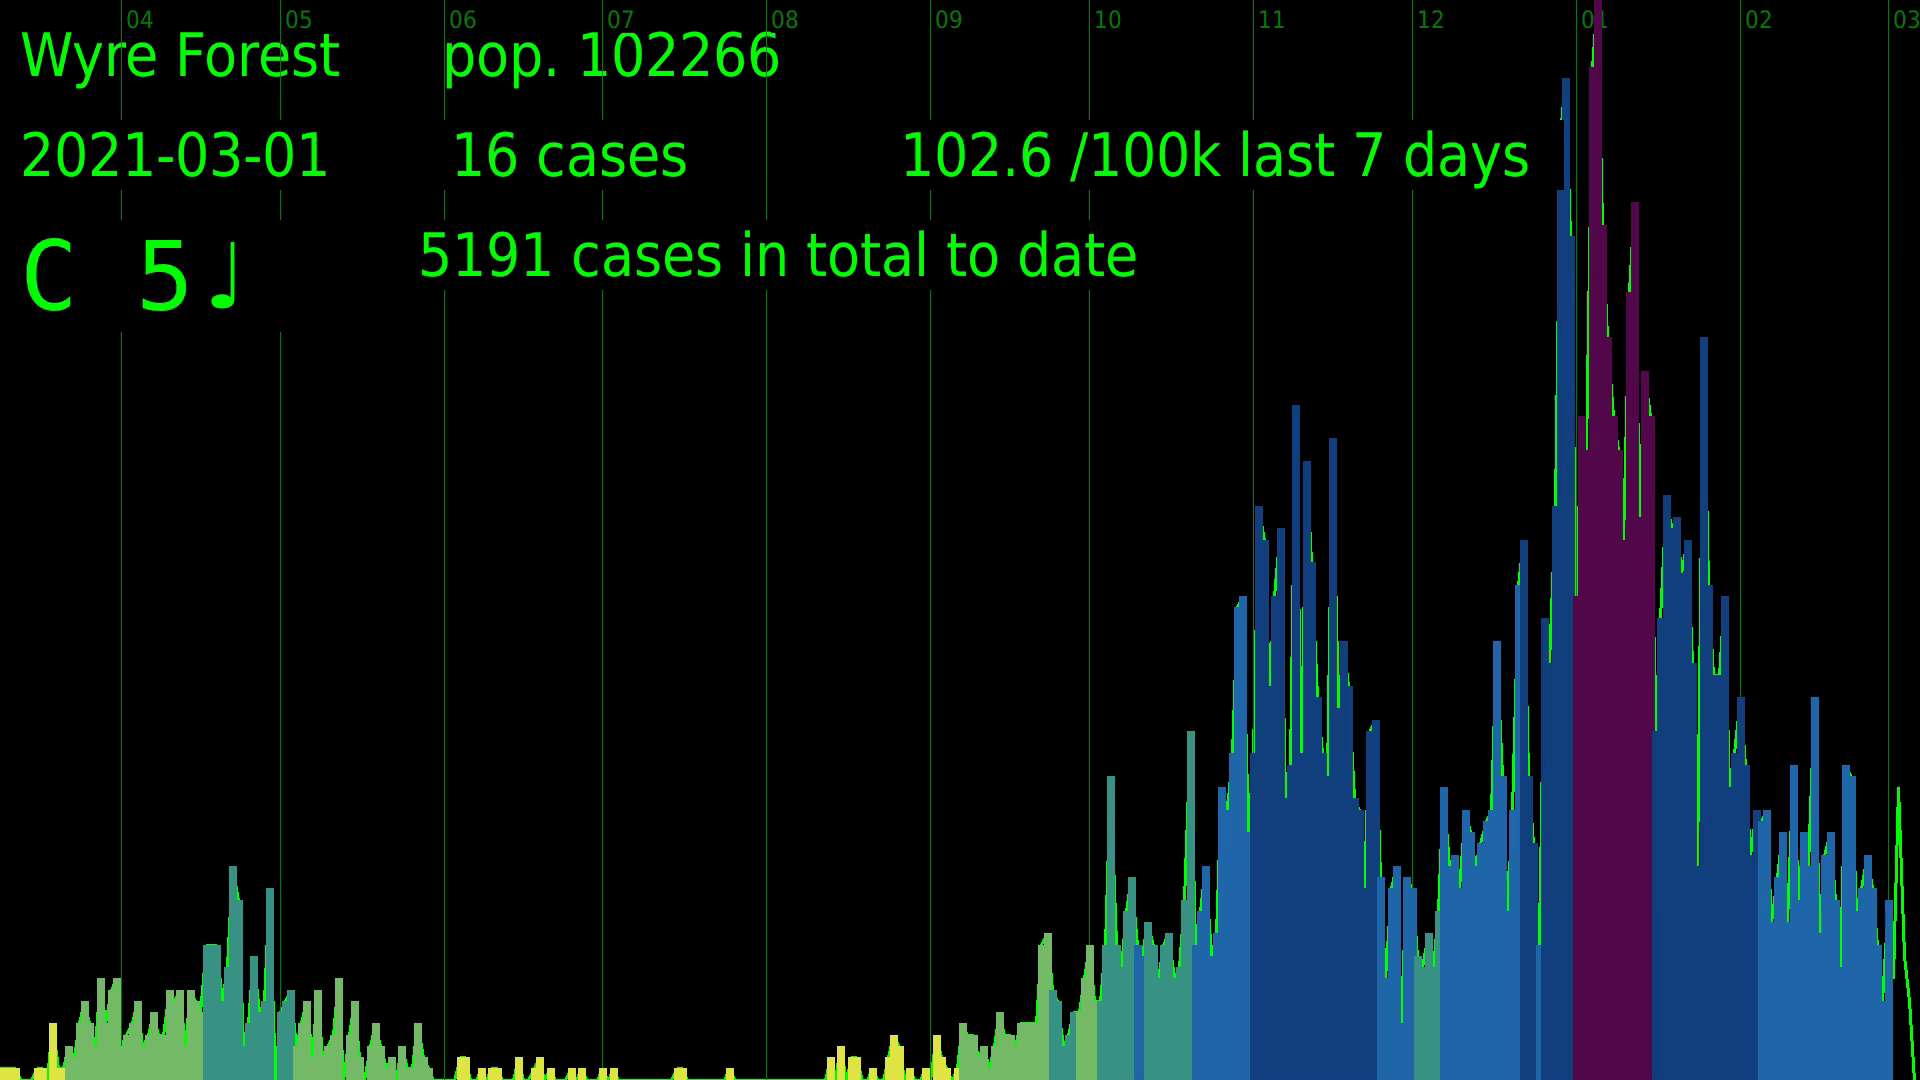 04 05 06 07 08 09 10 11 12 01 02 03
Wyre Forest pop. 102266
2021-03-01 16 cases 102.6 /100k last 7 days
C 5♩ 5191 cases in total to date